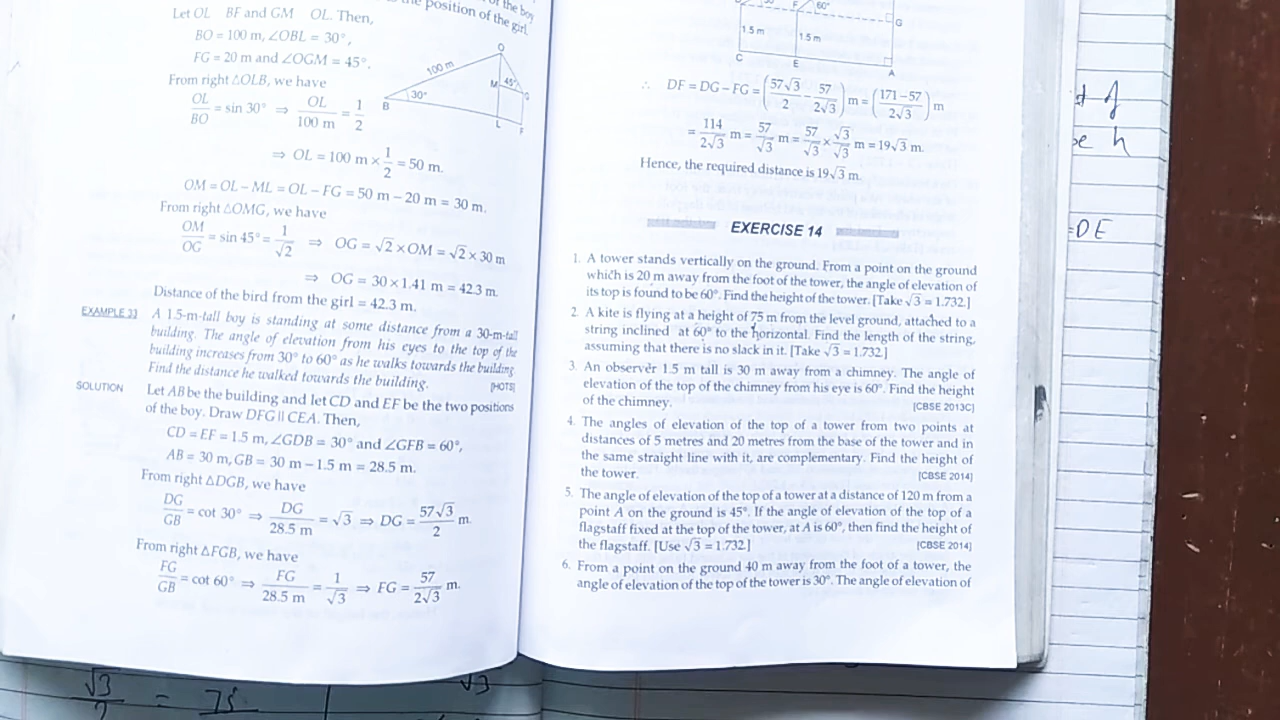 of the boy
the position of the girl.
Let OL BF and GM OL. Then,
BO = 100 m, ∠OBL = 30°,
FG = 20 m and ∠OGM = 45°.
From right △OLB, we have
OL/BO = sin 30° ⇒ OL/100 m = 1/2
⇒ OL = 100 m × 1/2 = 50 m.
OM = OL − ML = OL − FG = 50 m − 20 m = 30 m.
From right △OMG, we have
OM/OG = sin 45° = 1/√2 ⇒ OG = √2 × OM = √2 × 30 m
⇒ OG = 30 × 1.41 m = 42.3 m.
Distance of the bird from the girl = 42.3 m.
O
100 m
M
45°
G
B
30°
L
F
EXAMPLE 33 A 1.5-m-tall boy is standing at some distance from a 30-m-tall
building. The angle of elevation from his eyes to the top of the
building increases from 30° to 60° as he walks towards the building.
Find the distance he walked towards the building. [HOTS]
SOLUTION Let AB be the building and let CD and EF be the two positions
of the boy. Draw DFG || CEA. Then,
CD = EF = 1.5 m, ∠GDB = 30° and ∠GFB = 60°,
AB = 30 m, GB = 30 m − 1.5 m = 28.5 m.
From right △DGB, we have
DG/GB = cot 30° ⇒ DG/28.5 m = √3 ⇒ DG = 57√3/2 m.
From right △FGB, we have
FG/GB = cot 60° ⇒ FG/28.5 m = 1/√3 ⇒ FG = 57/2√3 m.
F 60°
G
1.5 m
1.5 m
C
E
A
∴ DF = DG − FG = (57√3/2 − 57/2√3) m = (171 − 57/2√3) m
= 114/2√3 m = 57/√3 m = 57/√3 × √3/√3 m = 19√3 m.
Hence, the required distance is 19√3 m.
EXERCISE 14
1. A tower stands vertically on the ground. From a point on the ground
which is 20 m away from the foot of the tower, the angle of elevation of
its top is found to be 60°. Find the height of the tower. [Take √3 = 1.732]
2. A kite is flying at a height of 75 m from the level ground, attached to a
string inclined at 60° to the horizontal. Find the length of the string,
assuming that there is no slack in it. [Take √3 = 1.732]
3. An observer 1.5 m tall is 30 m away from a chimney. The angle of
elevation of the top of the chimney from his eye is 60°. Find the height
of the chimney. [CBSE 2013C]
4. The angles of elevation of the top of a tower from two points at
distances of 5 metres and 20 metres from the base of the tower and in
the same straight line with it, are complementary. Find the height of
the tower. [CBSE 2014]
5. The angle of elevation of the top of a tower at a distance of 120 m from a
point A on the ground is 45°. If the angle of elevation of the top of a
flagstaff fixed at the top of the tower, at A is 60°, then find the height of
the flagstaff. [Use √3 = 1.732] [CBSE 2014]
6. From a point on the ground 40 m away from the foot of a tower, the
angle of elevation of the top of the tower is 30°. The angle of elevation of
of
be h
=DE
√3/2 = 75
√3